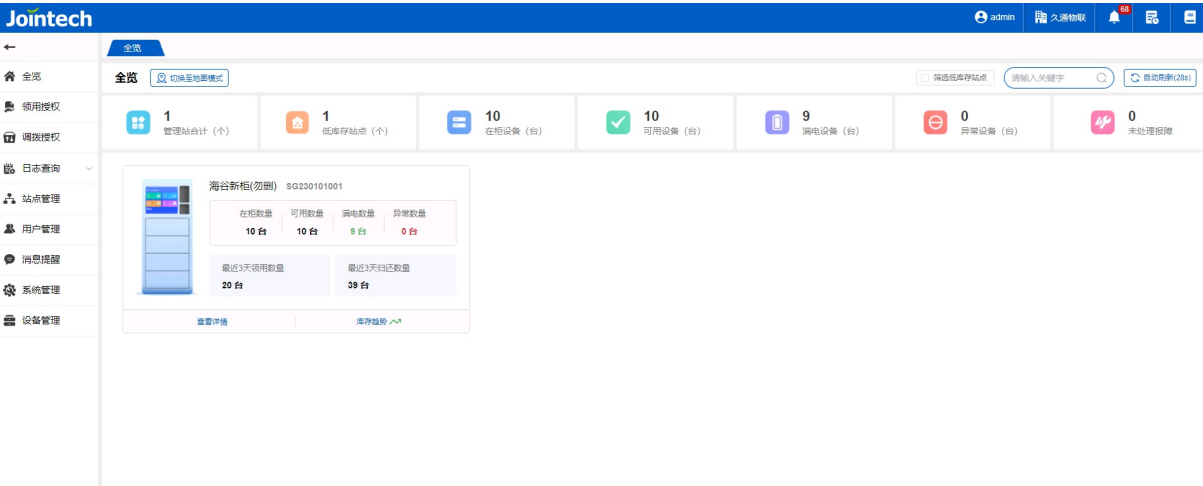 Jointech
admin 久通物联 68
全览
全览 切换至地图模式 筛选低库存站点 请输入关键字 自动刷新(28s)
全览
领用授权
调拨授权
日志查询
站点管理
用户管理
消息提醒
系统管理
设备管理
1
管理站合计（个）
1
低库存站点（个）
10
在柜设备（台）
10
可用设备（台）
9
满电设备（台）
0
异常设备（台）
0
未处理报障
海谷新柜(勿删) SG230101001
在柜数量 可用数量 满电数量 异常数量
10 台 10 台 9 台 0 台
最近3天领用数量 最近3天归还数量
20 台 39 台
查看详情 库存趋势